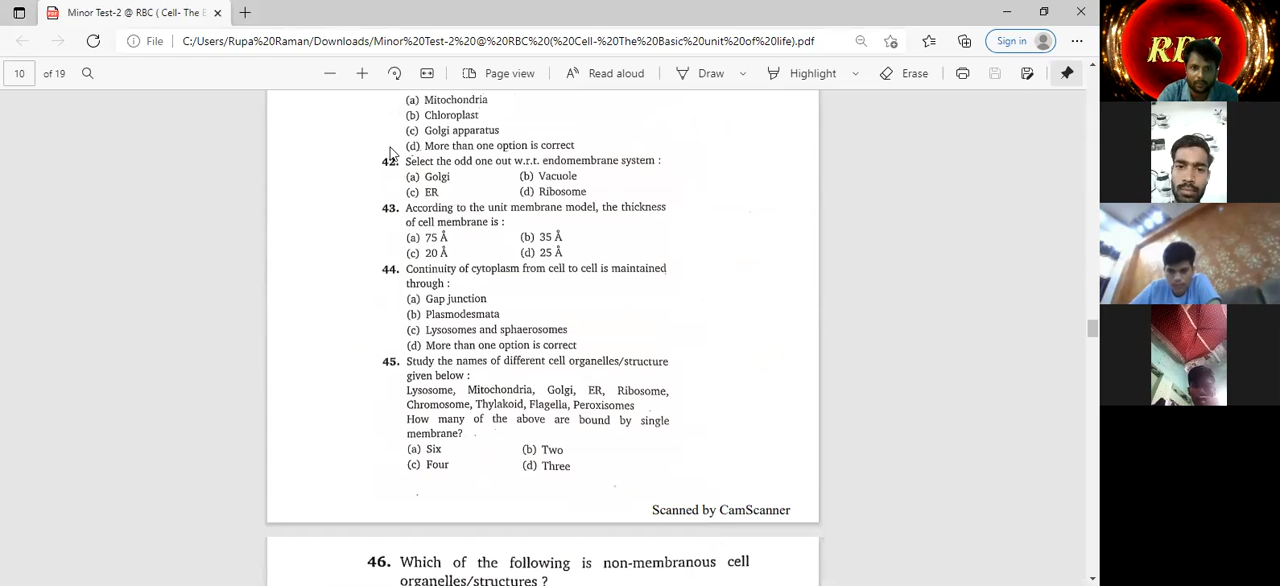 Minor Test-2 @ RBC ( Cell- The E
File C:/Users/Rupa%20Raman/Downloads/Minor%20Test-2%20@%20RBC%20(%20Cell-%20The%20Basic%20unit%20of%20life).pdf Sign in
10 of 19 Page view Read aloud Draw Highlight Erase
(a) Mitochondria
(b) Chloroplast
(c) Golgi apparatus
(d) More than one option is correct
42. Select the odd one out w.r.t. endomembrane system :
(a) Golgi (b) Vacuole
(c) ER (d) Ribosome
43. According to the unit membrane model, the thickness
of cell membrane is :
(a) 75 Å (b) 35 Å
(c) 20 Å (d) 25 Å
44. Continuity of cytoplasm from cell to cell is maintained
through :
(a) Gap junction
(b) Plasmodesmata
(c) Lysosomes and sphaerosomes
(d) More than one option is correct
45. Study the names of different cell organelles/structure
given below :
Lysosome, Mitochondria, Golgi, ER, Ribosome,
Chromosome, Thylakoid, Flagella, Peroxisomes
How many of the above are bound by single
membrane?
(a) Six (b) Two
(c) Four (d) Three
Scanned by CamScanner
46. Which of the following is non-membranous cell
organelles/structures ?